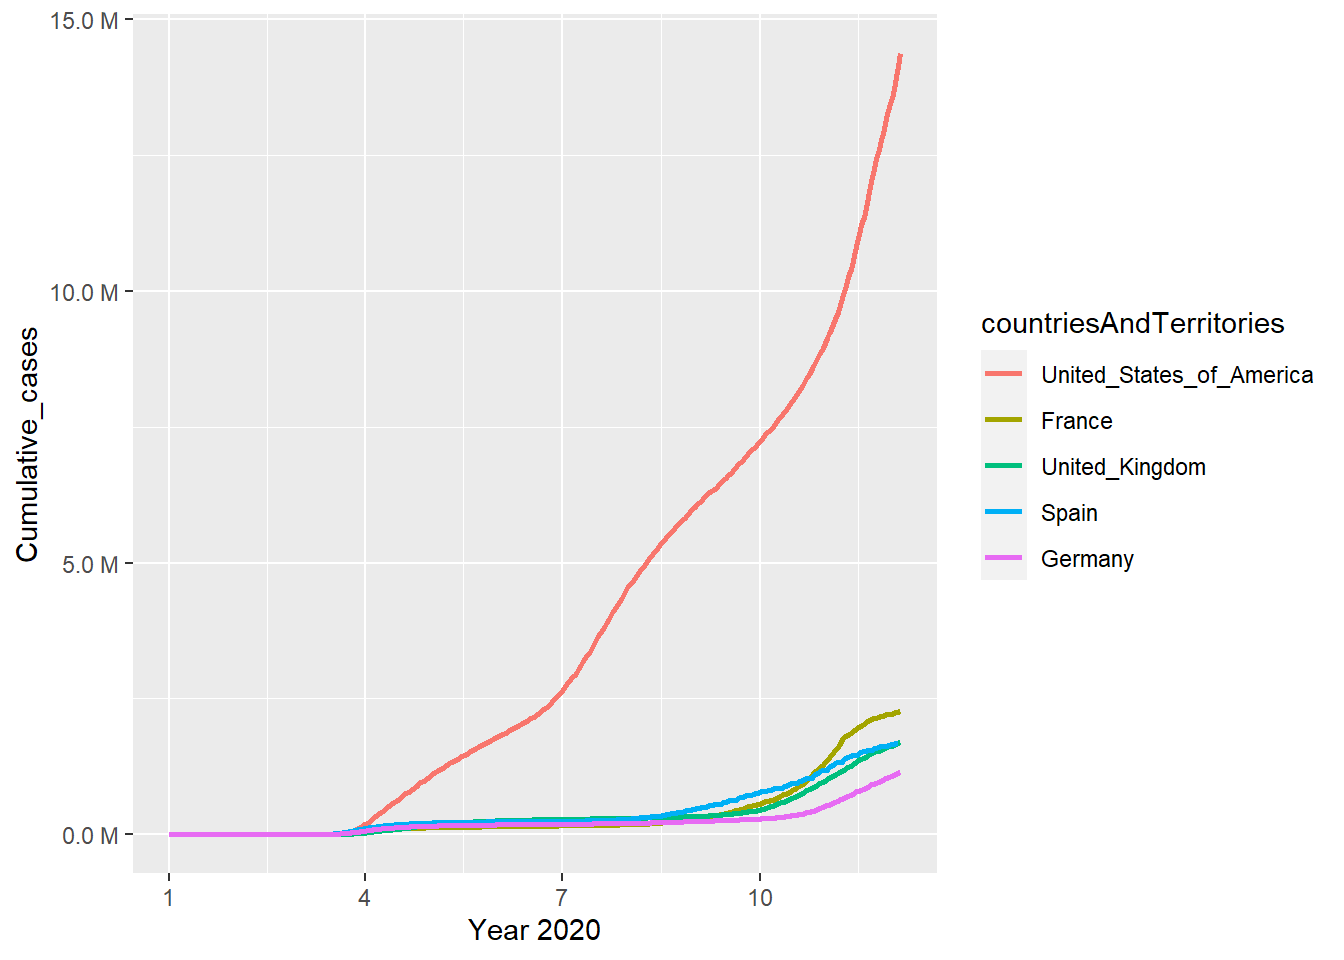 15.0 M
10.0 M
5.0 M
0.0 M
Cumulative_cases
1 4 7 10
Year 2020
countriesAndTerritories
United_States_of_America
France
United_Kingdom
Spain
Germany